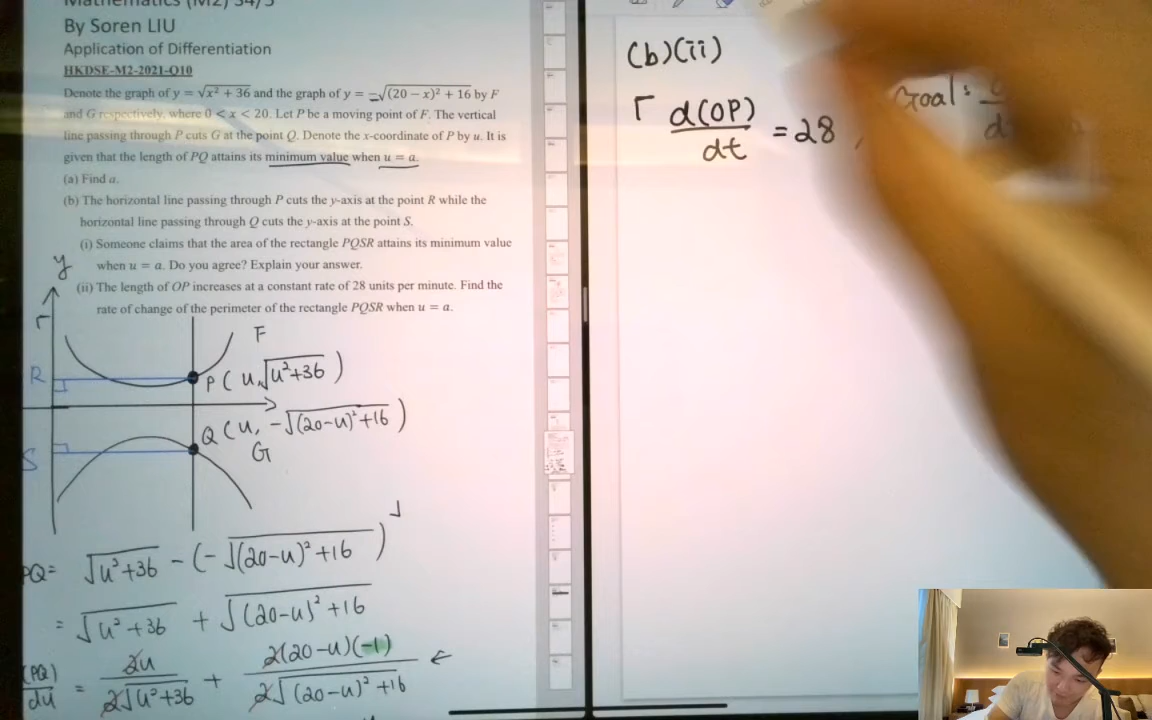 Mathematics (M2) S4/5
By Soren LIU
Application of Differentiation
HKDSE-M2-2021-Q10
Denote the graph of y = √(x² + 36) and the graph of y = −√((20 − x)² + 16) by F
and G respectively, where 0 < x < 20. Let P be a moving point of F. The vertical
line passing through P cuts G at the point Q. Denote the x-coordinate of P by u. It is
given that the length of PQ attains its minimum value when u = a.
(a) Find a.
(b) The horizontal line passing through P cuts the y-axis at the point R while the
horizontal line passing through Q cuts the y-axis at the point S.
(i) Someone claims that the area of the rectangle PQSR attains its minimum value
when u = a. Do you agree? Explain your answer.
(ii) The length of OP increases at a constant rate of 28 units per minute. Find the
rate of change of the perimeter of the rectangle PQSR when u = a.
y
F
R
P(u, √(u²+36))
Q(u, −√((20−u)²+16))
G
S
PQ = √(u²+36) − (−√((20−u)²+16))
= √(u²+36) + √((20−u)²+16)
(PQ)/du = 2u/(2√(u²+36)) + 2(20−u)(−1)/(2√((20−u)²+16)) ←
(b)(ii)
d(OP)/dt = 28, Goal: